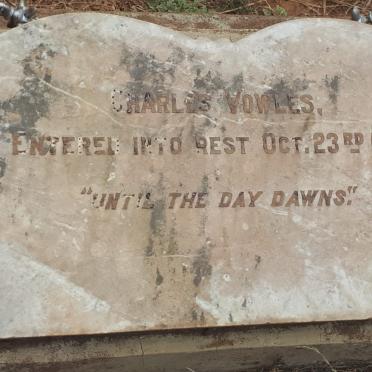 CHARLES VOWLES.
ENTERED INTO REST OCT. 23RD
"UNTIL THE DAY DAWNS."